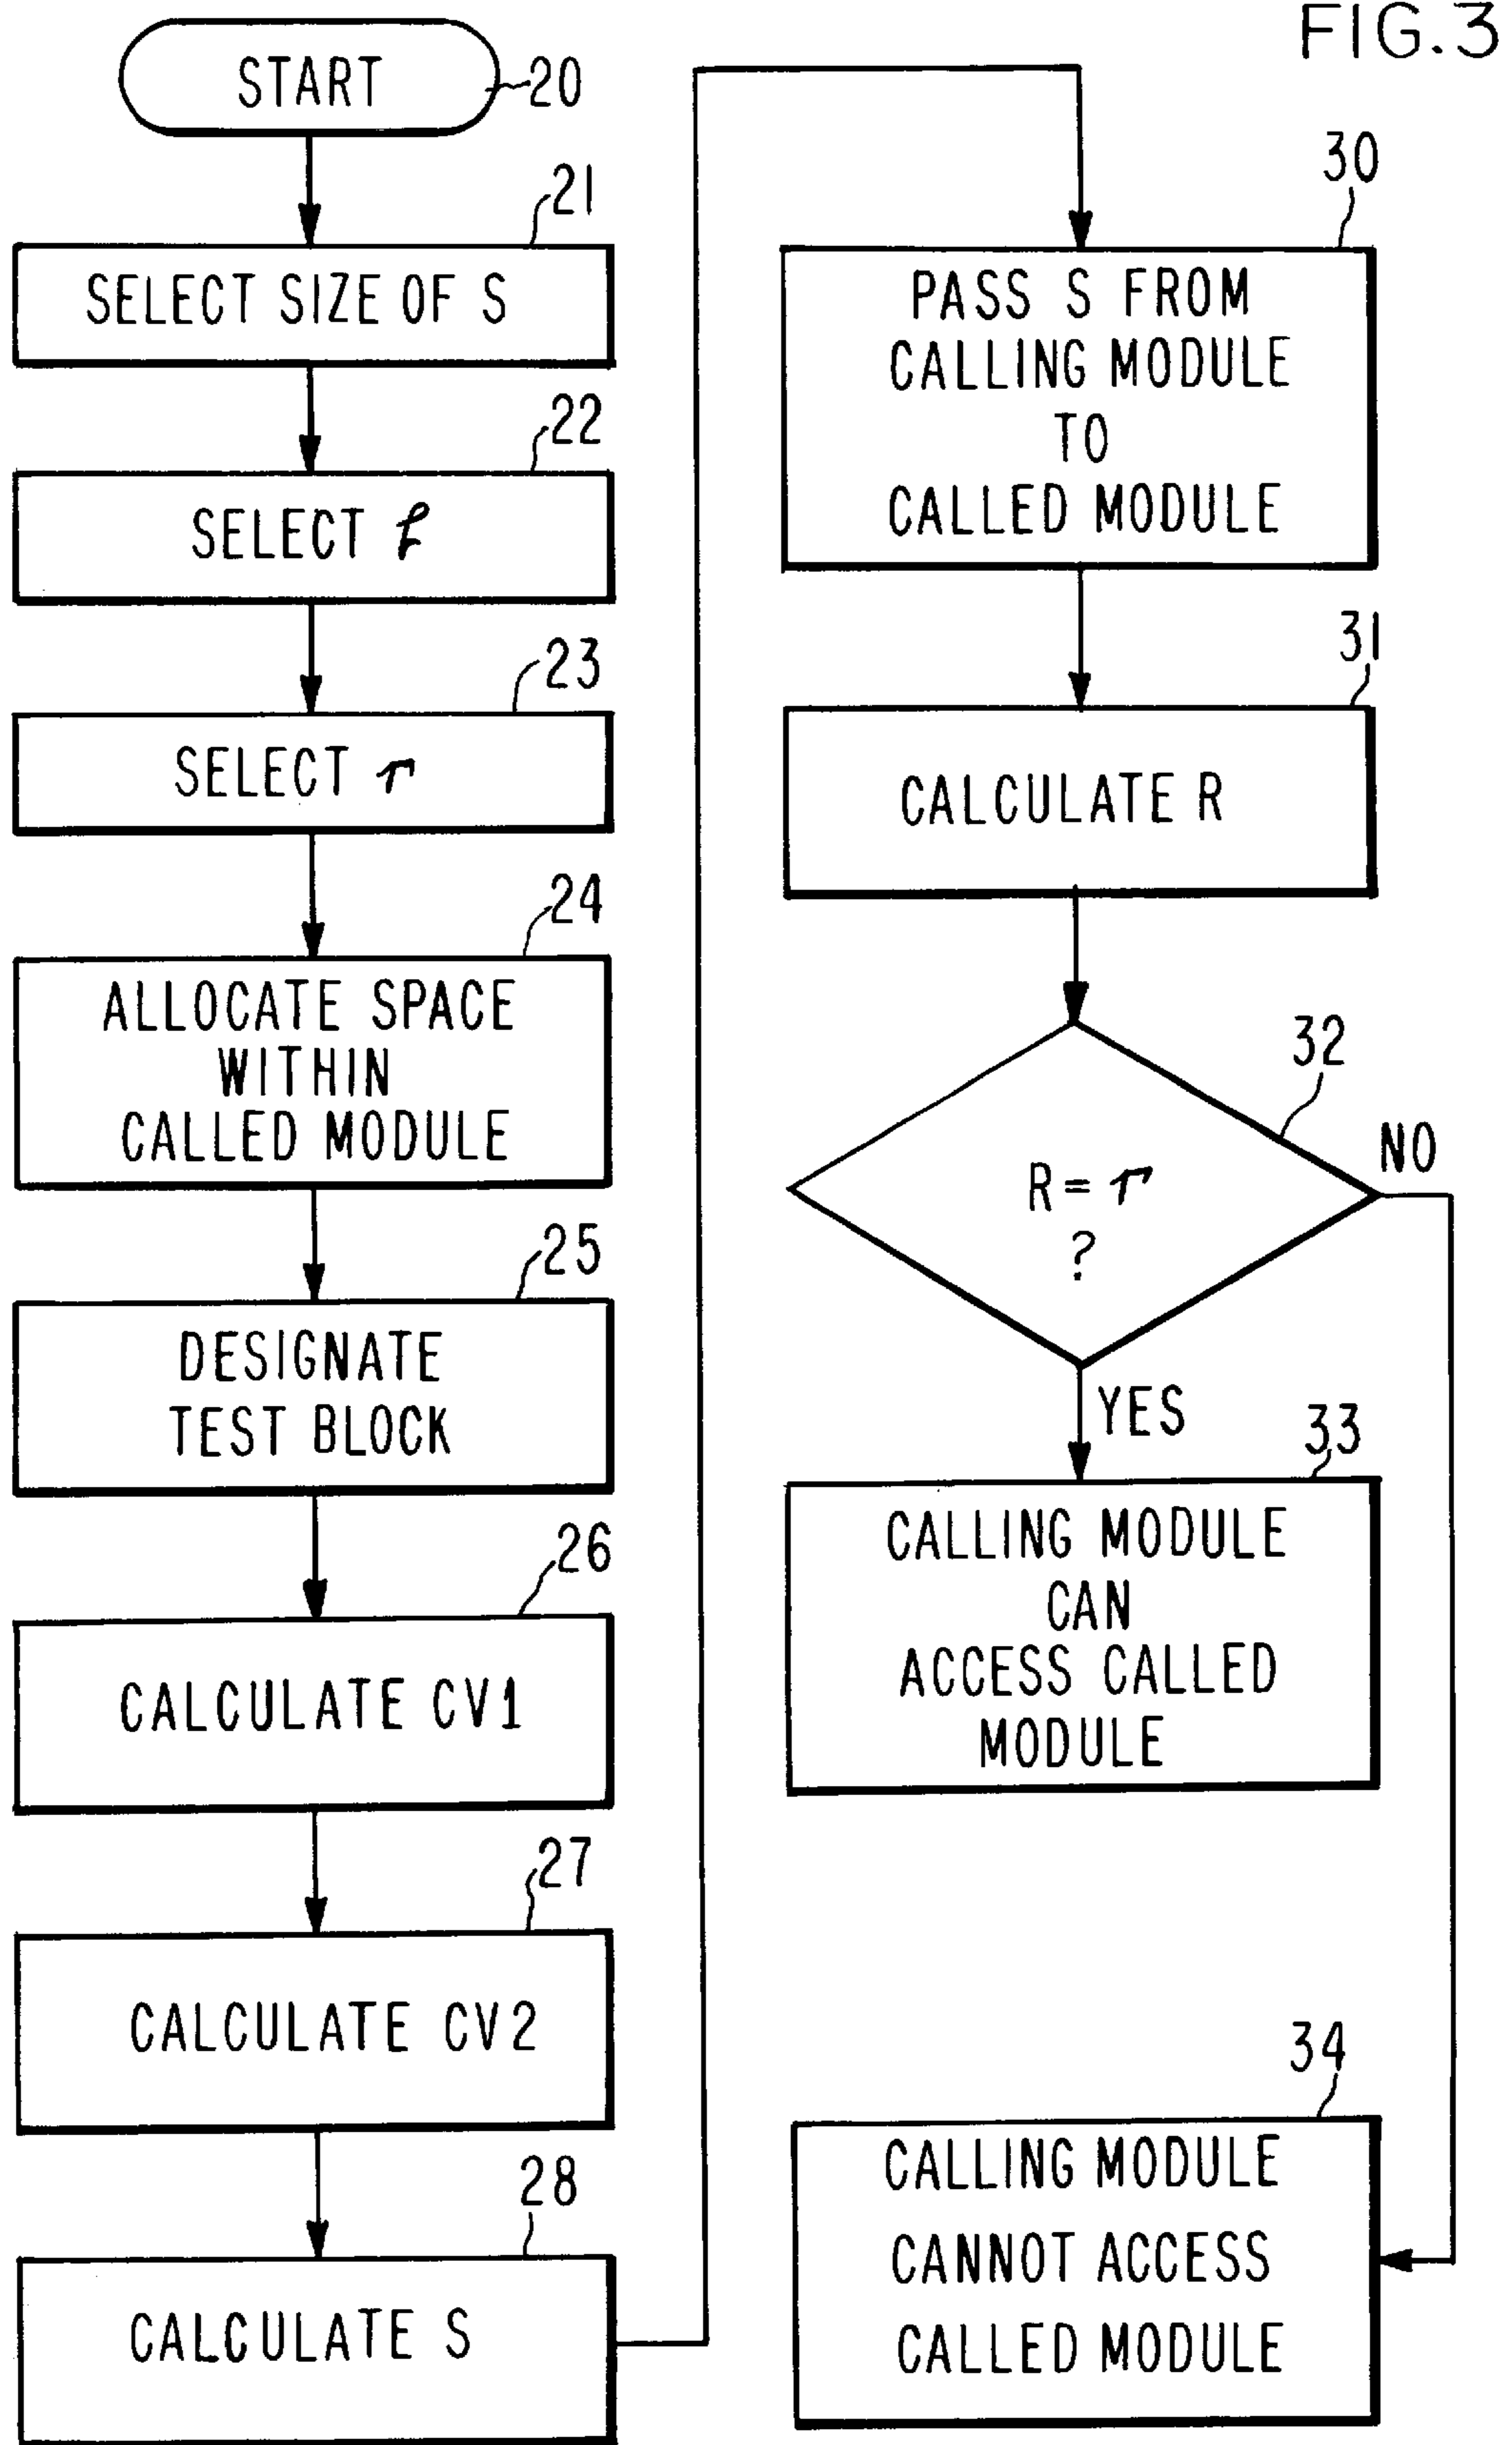 FIG.3
START
20
21
SELECT SIZE OF S
22
SELECT f
23
SELECT r
24
ALLOCATE SPACE
WITHIN
CALLED MODULE
25
DESIGNATE
TEST BLOCK
26
CALCULATE CV1
27
CALCULATE CV2
28
CALCULATE S
30
PASS S FROM
CALLING MODULE
TO
CALLED MODULE
31
CALCULATE R
32
R = r
?
NO
YES
33
CALLING MODULE
CAN
ACCESS CALLED
MODULE
34
CALLING MODULE
CANNOT ACCESS
CALLED MODULE